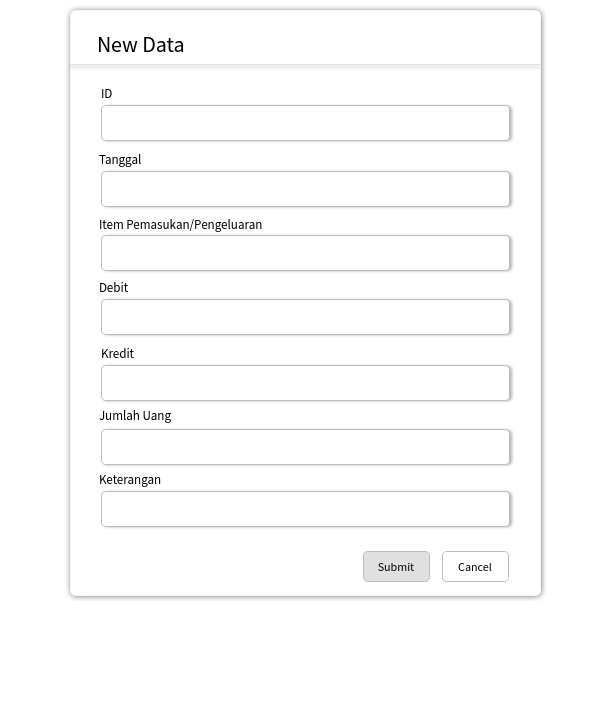 New Data
ID
Tanggal
Item Pemasukan/Pengeluaran
Debit
Kredit
Jumlah Uang
Keterangan
Submit Cancel